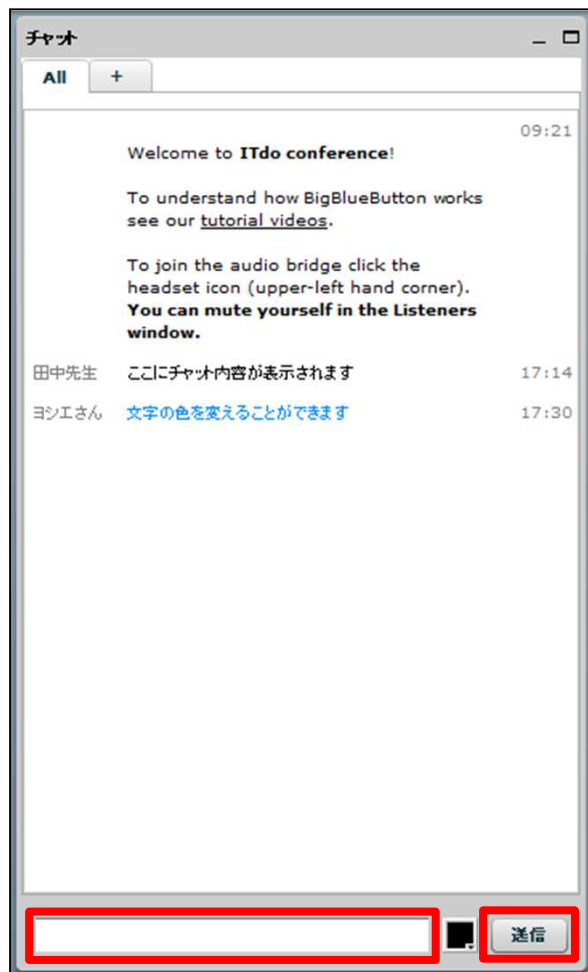 チャット
All +
09:21
Welcome to ITdo conference!
To understand how BigBlueButton works
see our tutorial videos.
To join the audio bridge click the
headset icon (upper-left hand corner).
You can mute yourself in the Listeners
window.
田中先生 ここにチャット内容が表示されます 17:14
ヨシエさん 文字の色を変えることができます 17:30
送信